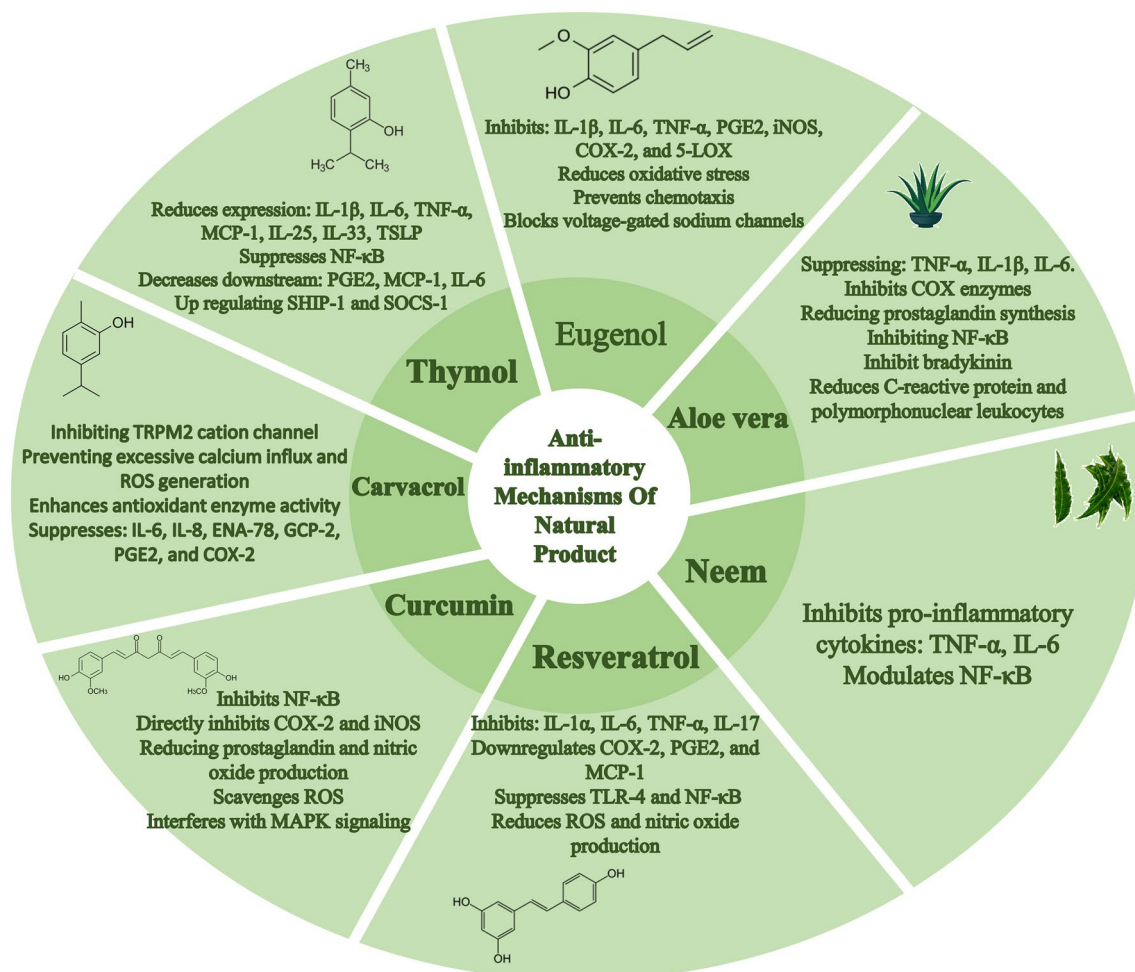 Anti-
inflammatory
Mechanisms Of
Natural
Product
Eugenol
O
HO
Inhibits: IL-1β, IL-6, TNF-α, PGE2, iNOS,
COX-2, and 5-LOX
Reduces oxidative stress
Prevents chemotaxis
Blocks voltage-gated sodium channels
Aloe vera
Suppressing: TNF-α, IL-1β, IL-6.
Inhibits COX enzymes
Reducing prostaglandin synthesis
Inhibiting NF-κB
Inhibit bradykinin
Reduces C-reactive protein and
polymorphonuclear leukocytes
Neem
Inhibits pro-inflammatory
cytokines: TNF-α, IL-6
Modulates NF-κB
Resveratrol
Inhibits: IL-1α, IL-6, TNF-α, IL-17
Downregulates COX-2, PGE2, and
MCP-1
Suppresses TLR-4 and NF-κB
Reduces ROS and nitric oxide
production
OH
HO
OH
Curcumin
O O
HO OH
OCH3 H3CO
Inhibits NF-κB
Directly inhibits COX-2 and iNOS
Reducing prostaglandin and nitric
oxide production
Scavenges ROS
Interferes with MAPK signaling
Carvacrol
OH
Inhibiting TRPM2 cation channel
Preventing excessive calcium influx and
ROS generation
Enhances antioxidant enzyme activity
Suppresses: IL-6, IL-8, ENA-78, GCP-2,
PGE2, and COX-2
Thymol
CH3
OH
H3C CH3
Reduces expression: IL-1β, IL-6, TNF-α,
MCP-1, IL-25, IL-33, TSLP
Suppresses NF-κB
Decreases downstream: PGE2, MCP-1, IL-6
Up regulating SHIP-1 and SOCS-1